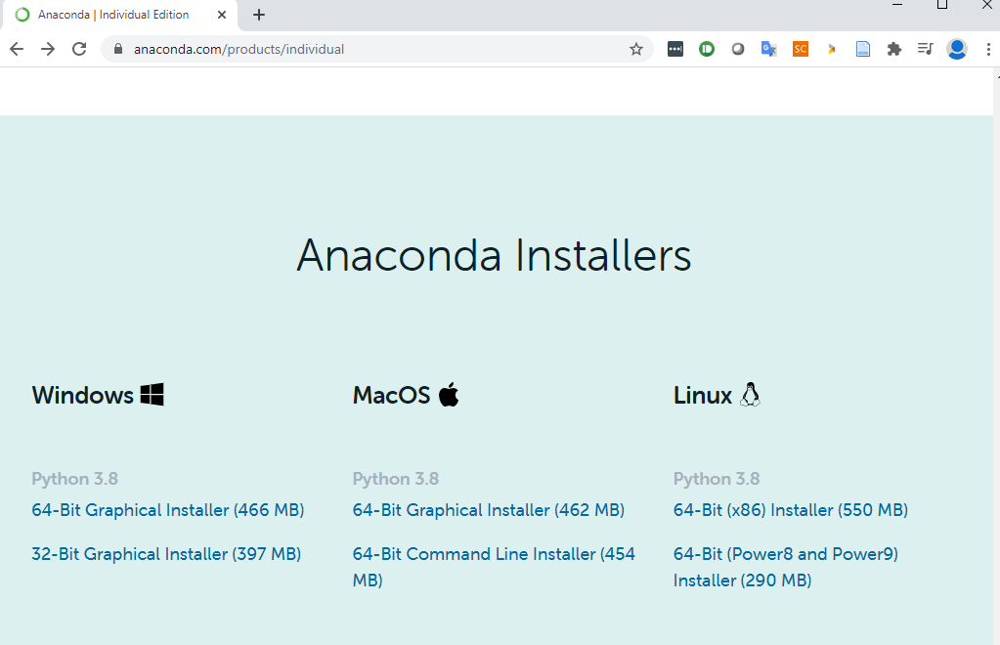 Anaconda | Individual Edition
anaconda.com/products/individual
SC
Anaconda Installers
Windows
MacOS
Linux
Python 3.8
64-Bit Graphical Installer (466 MB)
32-Bit Graphical Installer (397 MB)
Python 3.8
64-Bit Graphical Installer (462 MB)
64-Bit Command Line Installer (454
MB)
Python 3.8
64-Bit (x86) Installer (550 MB)
64-Bit (Power8 and Power9)
Installer (290 MB)